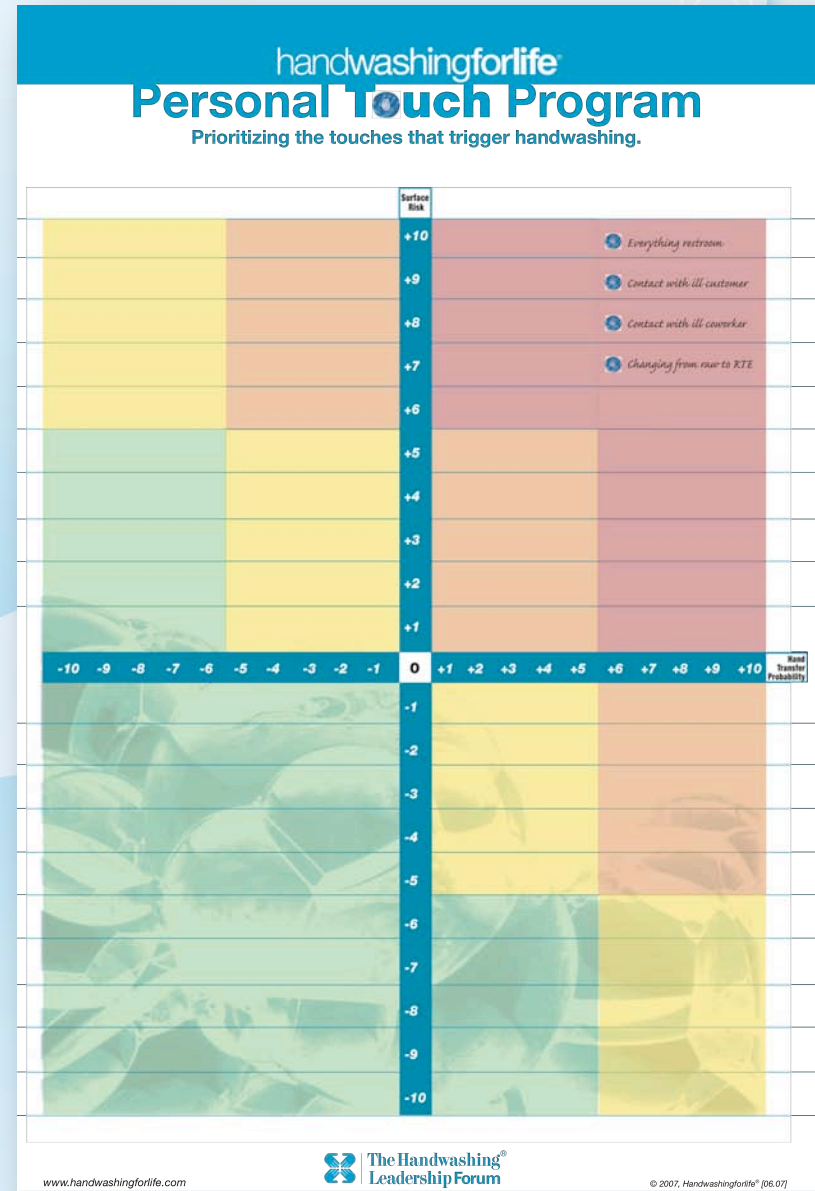 handwashingforlife®
Personal Touch Program
Prioritizing the touches that trigger handwashing.
Surface
Risk
+10
Everything restroom
+9
Contact with ill customer
+8
Contact with ill coworker
+7
Changing from raw to RTE
+6
+5
+4
+3
+2
+1
-10 -9 -8 -7 -6 -5 -4 -3 -2 -1 0 +1 +2 +3 +4 +5 +6 +7 +8 +9 +10
Hand
Transfer
Probability
-1
-2
-3
-4
-5
-6
-7
-8
-9
-10
The Handwashing®
Leadership Forum
www.handwashingforlife.com
© 2007, Handwashingforlife® [06.07]